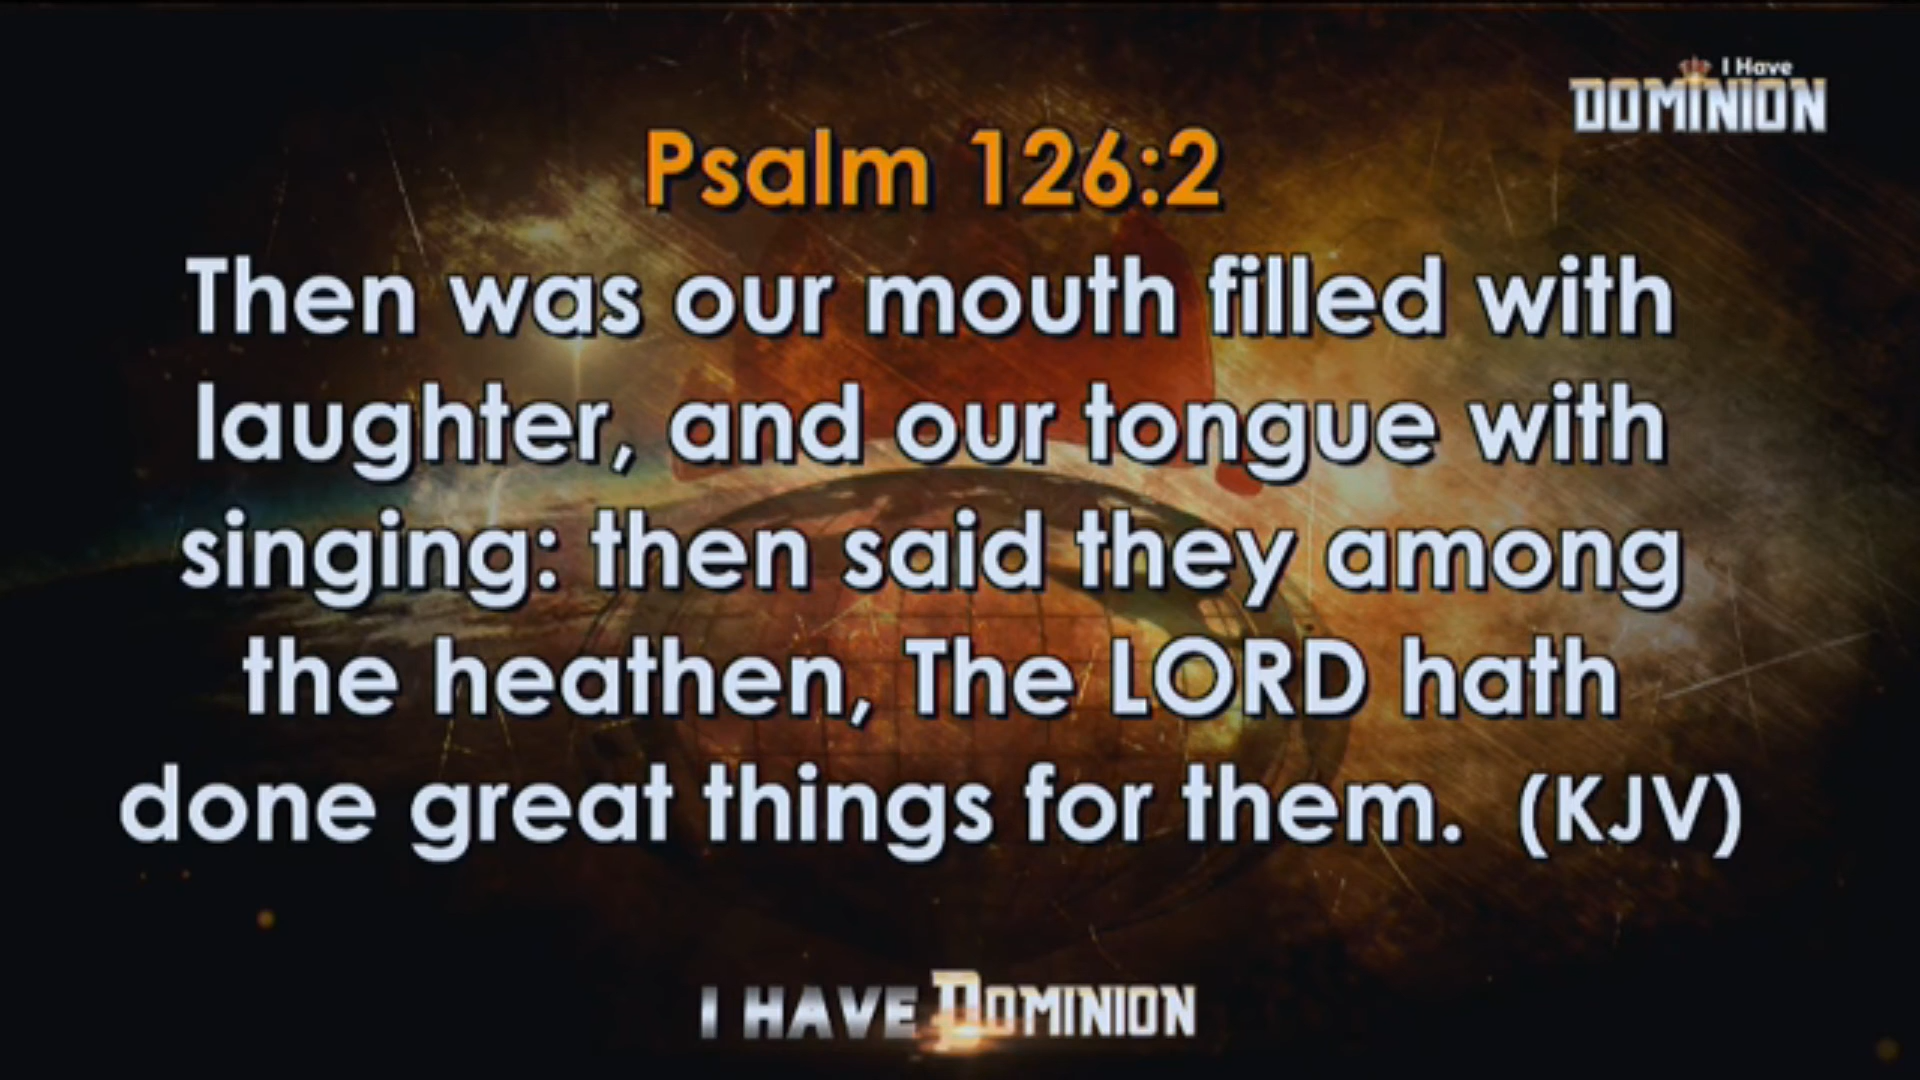 I Have
DOMINION
Psalm 126:2
Then was our mouth filled with
laughter, and our tongue with
singing: then said they among
the heathen, The LORD hath
done great things for them. (KJV)
I HAVE DOMINION